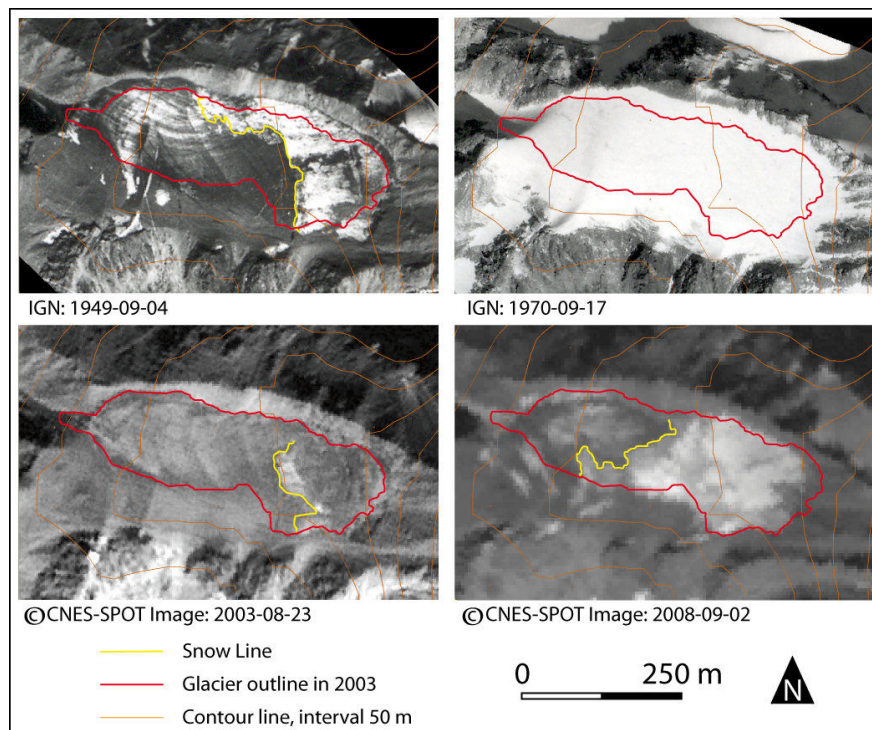 IGN: 1949-09-04
IGN: 1970-09-17
©CNES-SPOT Image: 2003-08-23
©CNES-SPOT Image: 2008-09-02
Snow Line
Glacier outline in 2003
Contour line, interval 50 m
0 250 m
N